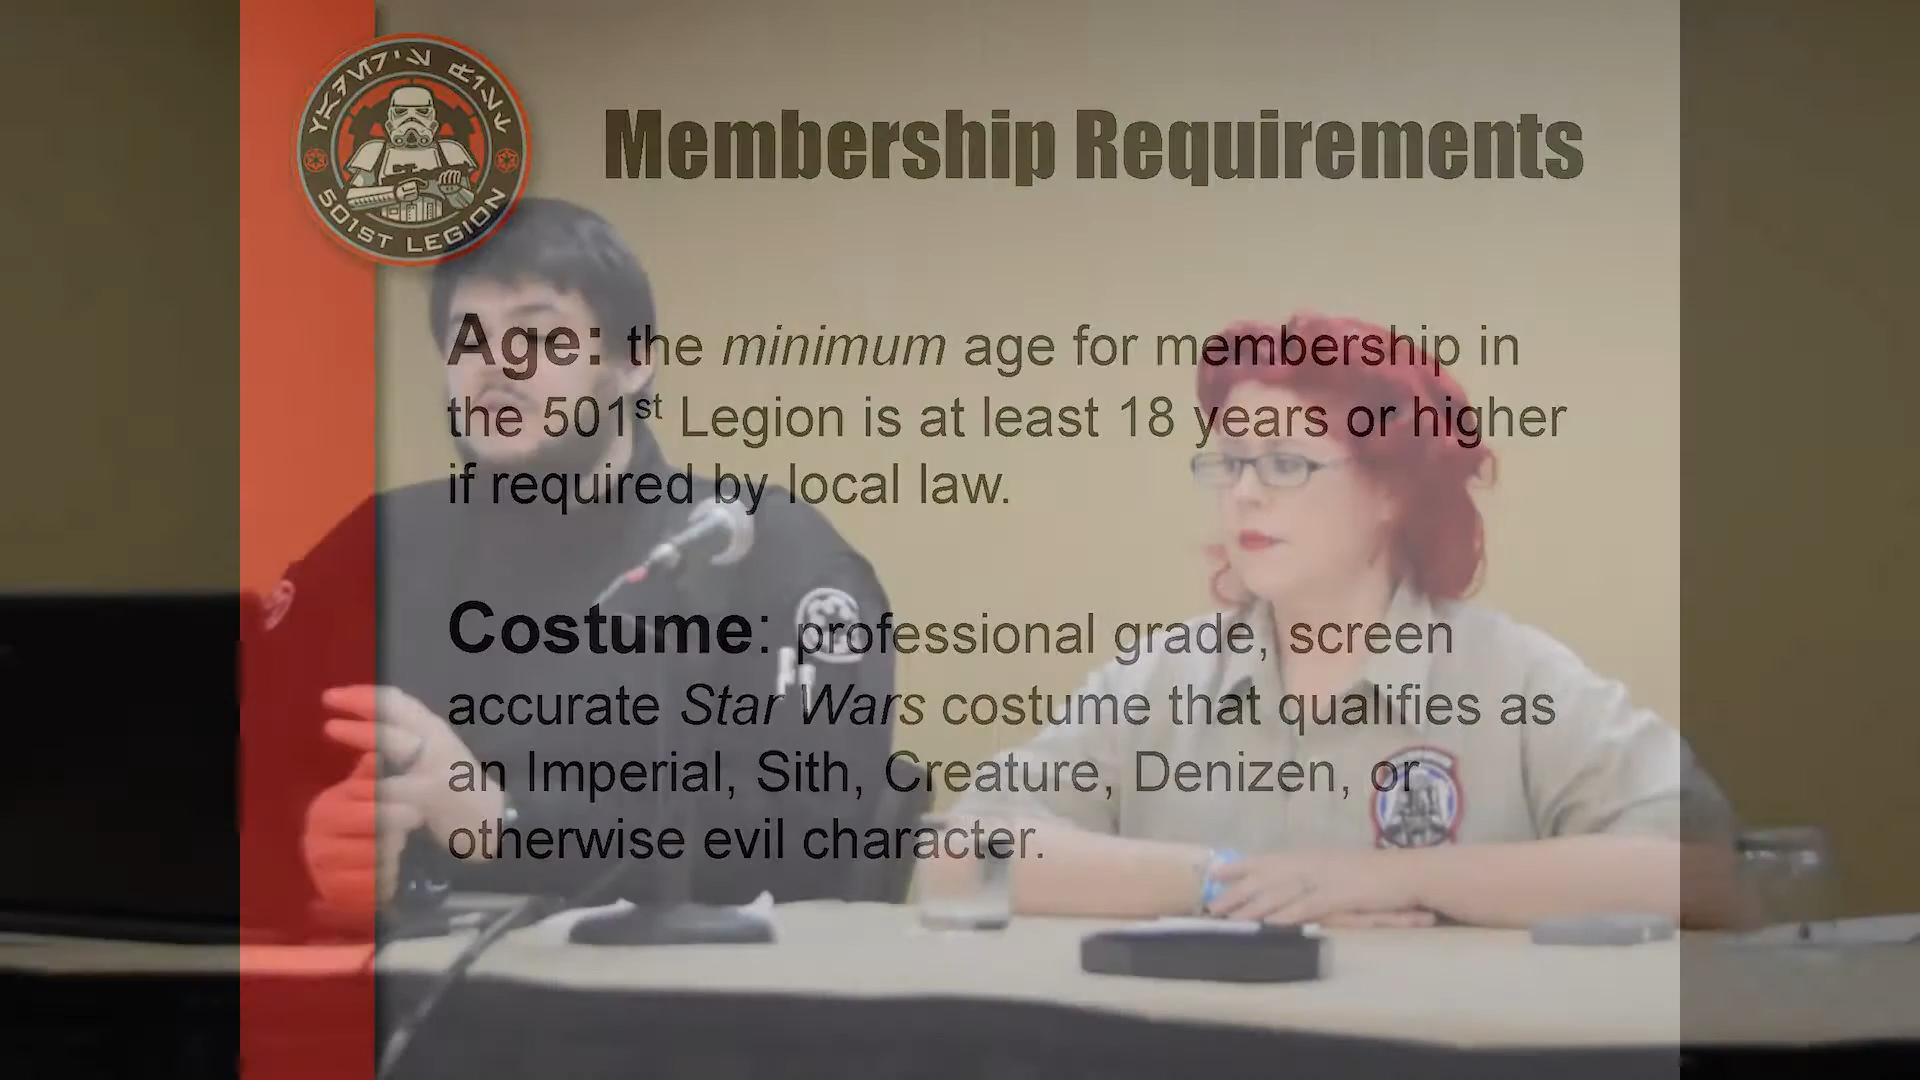 501ST LEGION
Membership Requirements
Age: the minimum age for membership in
the 501st Legion is at least 18 years or higher
if required by local law.
Costume: professional grade, screen
accurate Star Wars costume that qualifies as
an Imperial, Sith, Creature, Denizen, or
otherwise evil character.